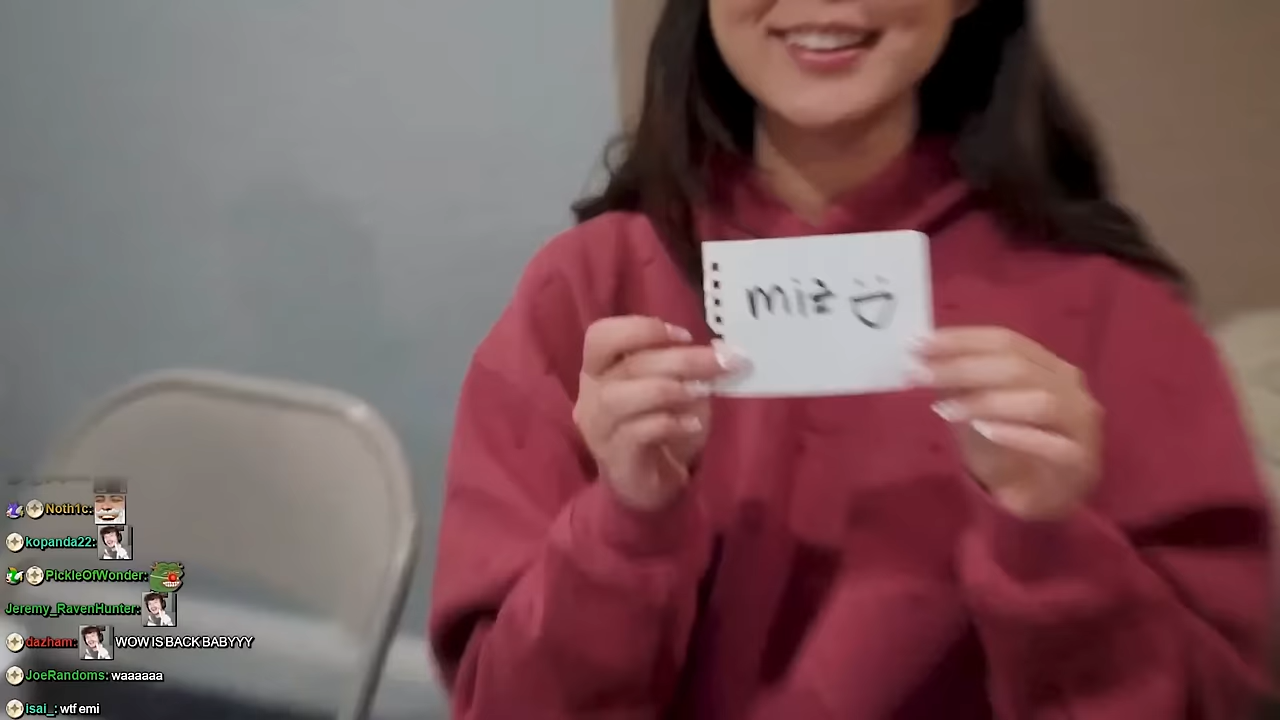 miz
Noth1c:
kopanda22:
PickleOfWonder:
Jeremy_RavenHunter:
dazham: WOW IS BACK BABYYY
JoeRandoms: waaaaaa
isai_: wtf emi